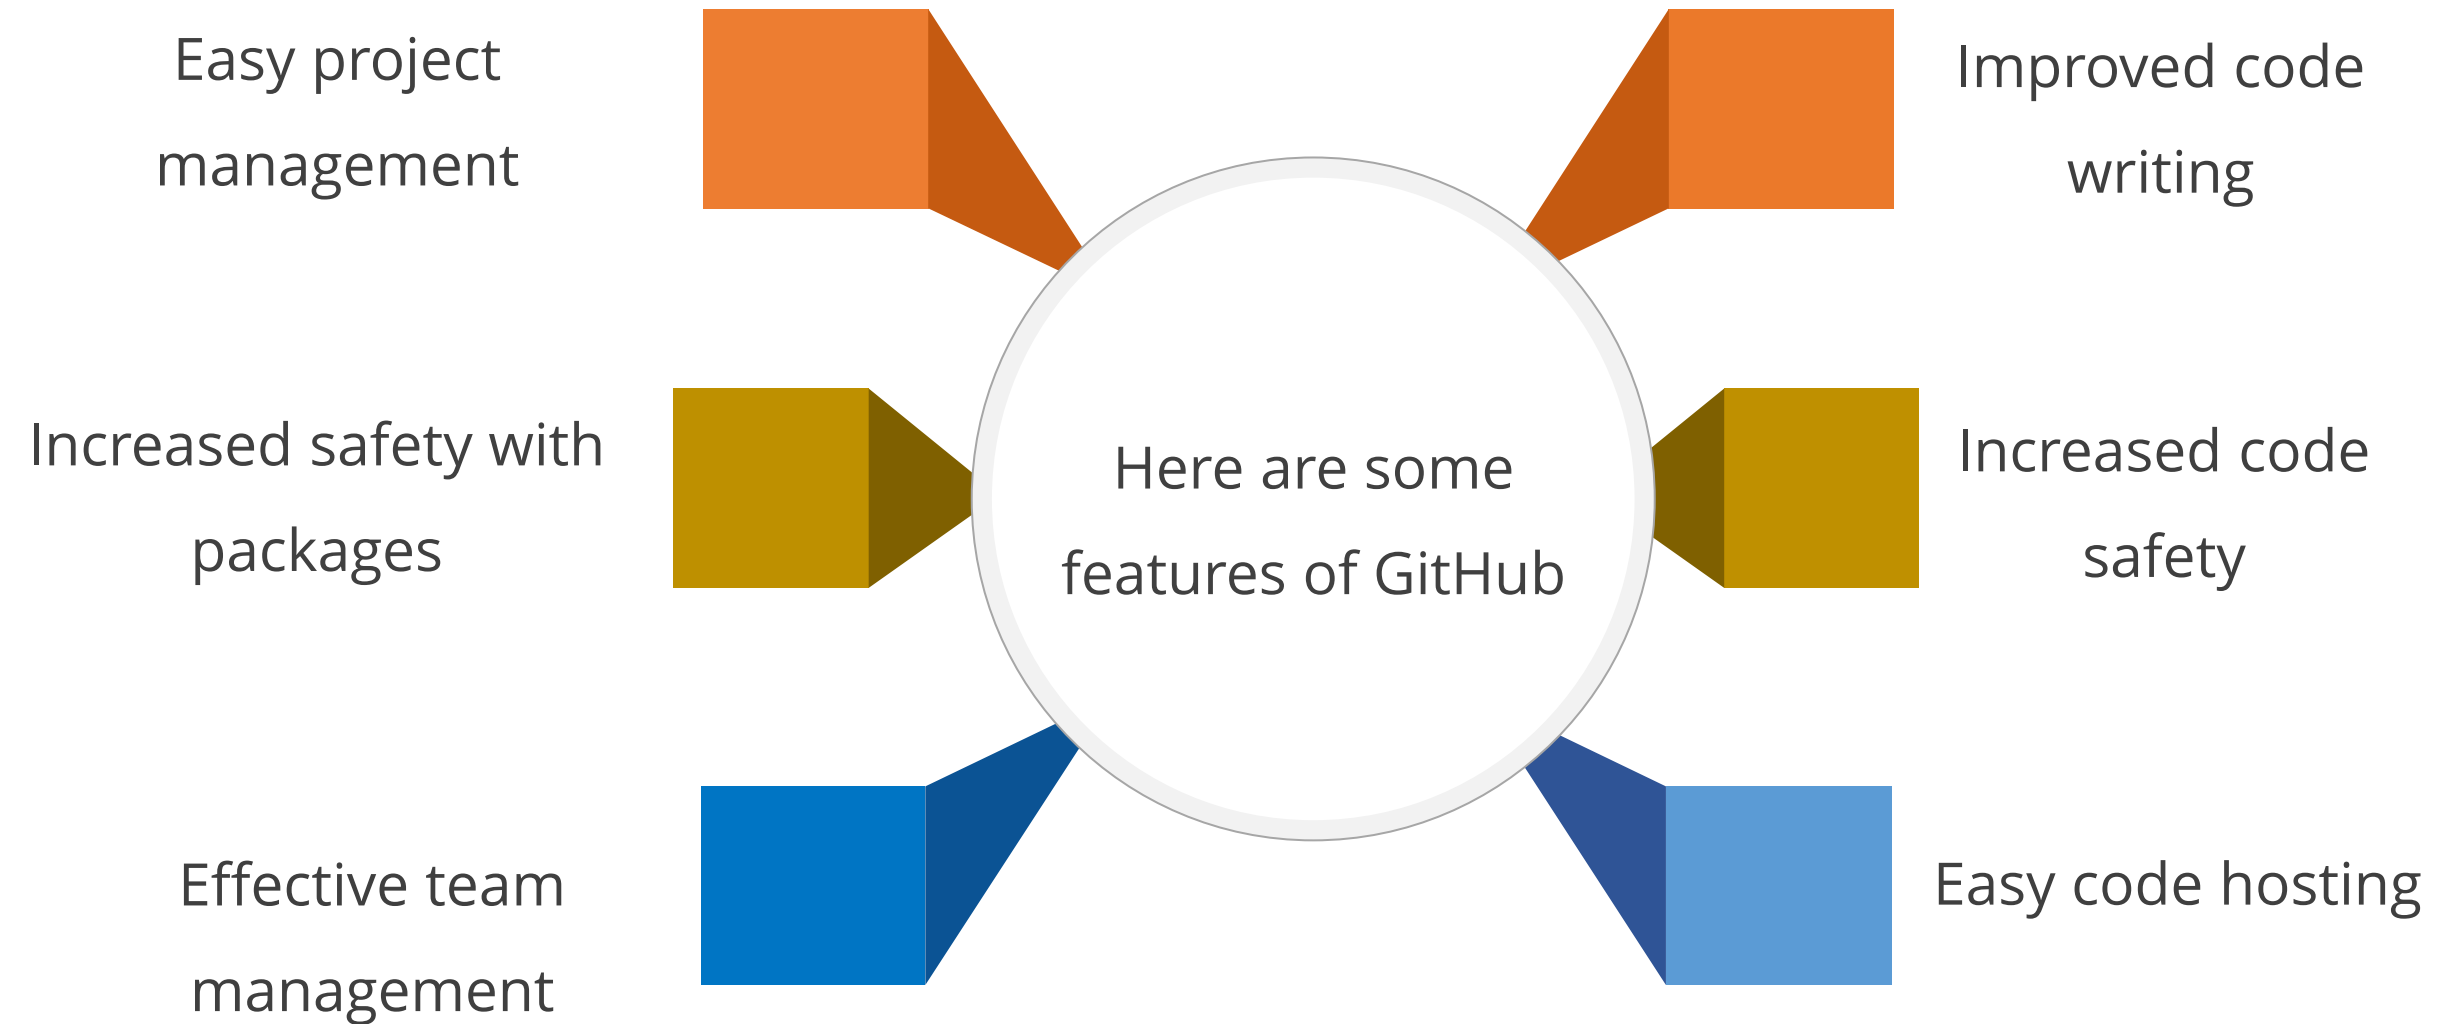 Easy project
management
Improved code
writing
Increased safety with
packages
Here are some
features of GitHub
Increased code
safety
Effective team
management
Easy code hosting